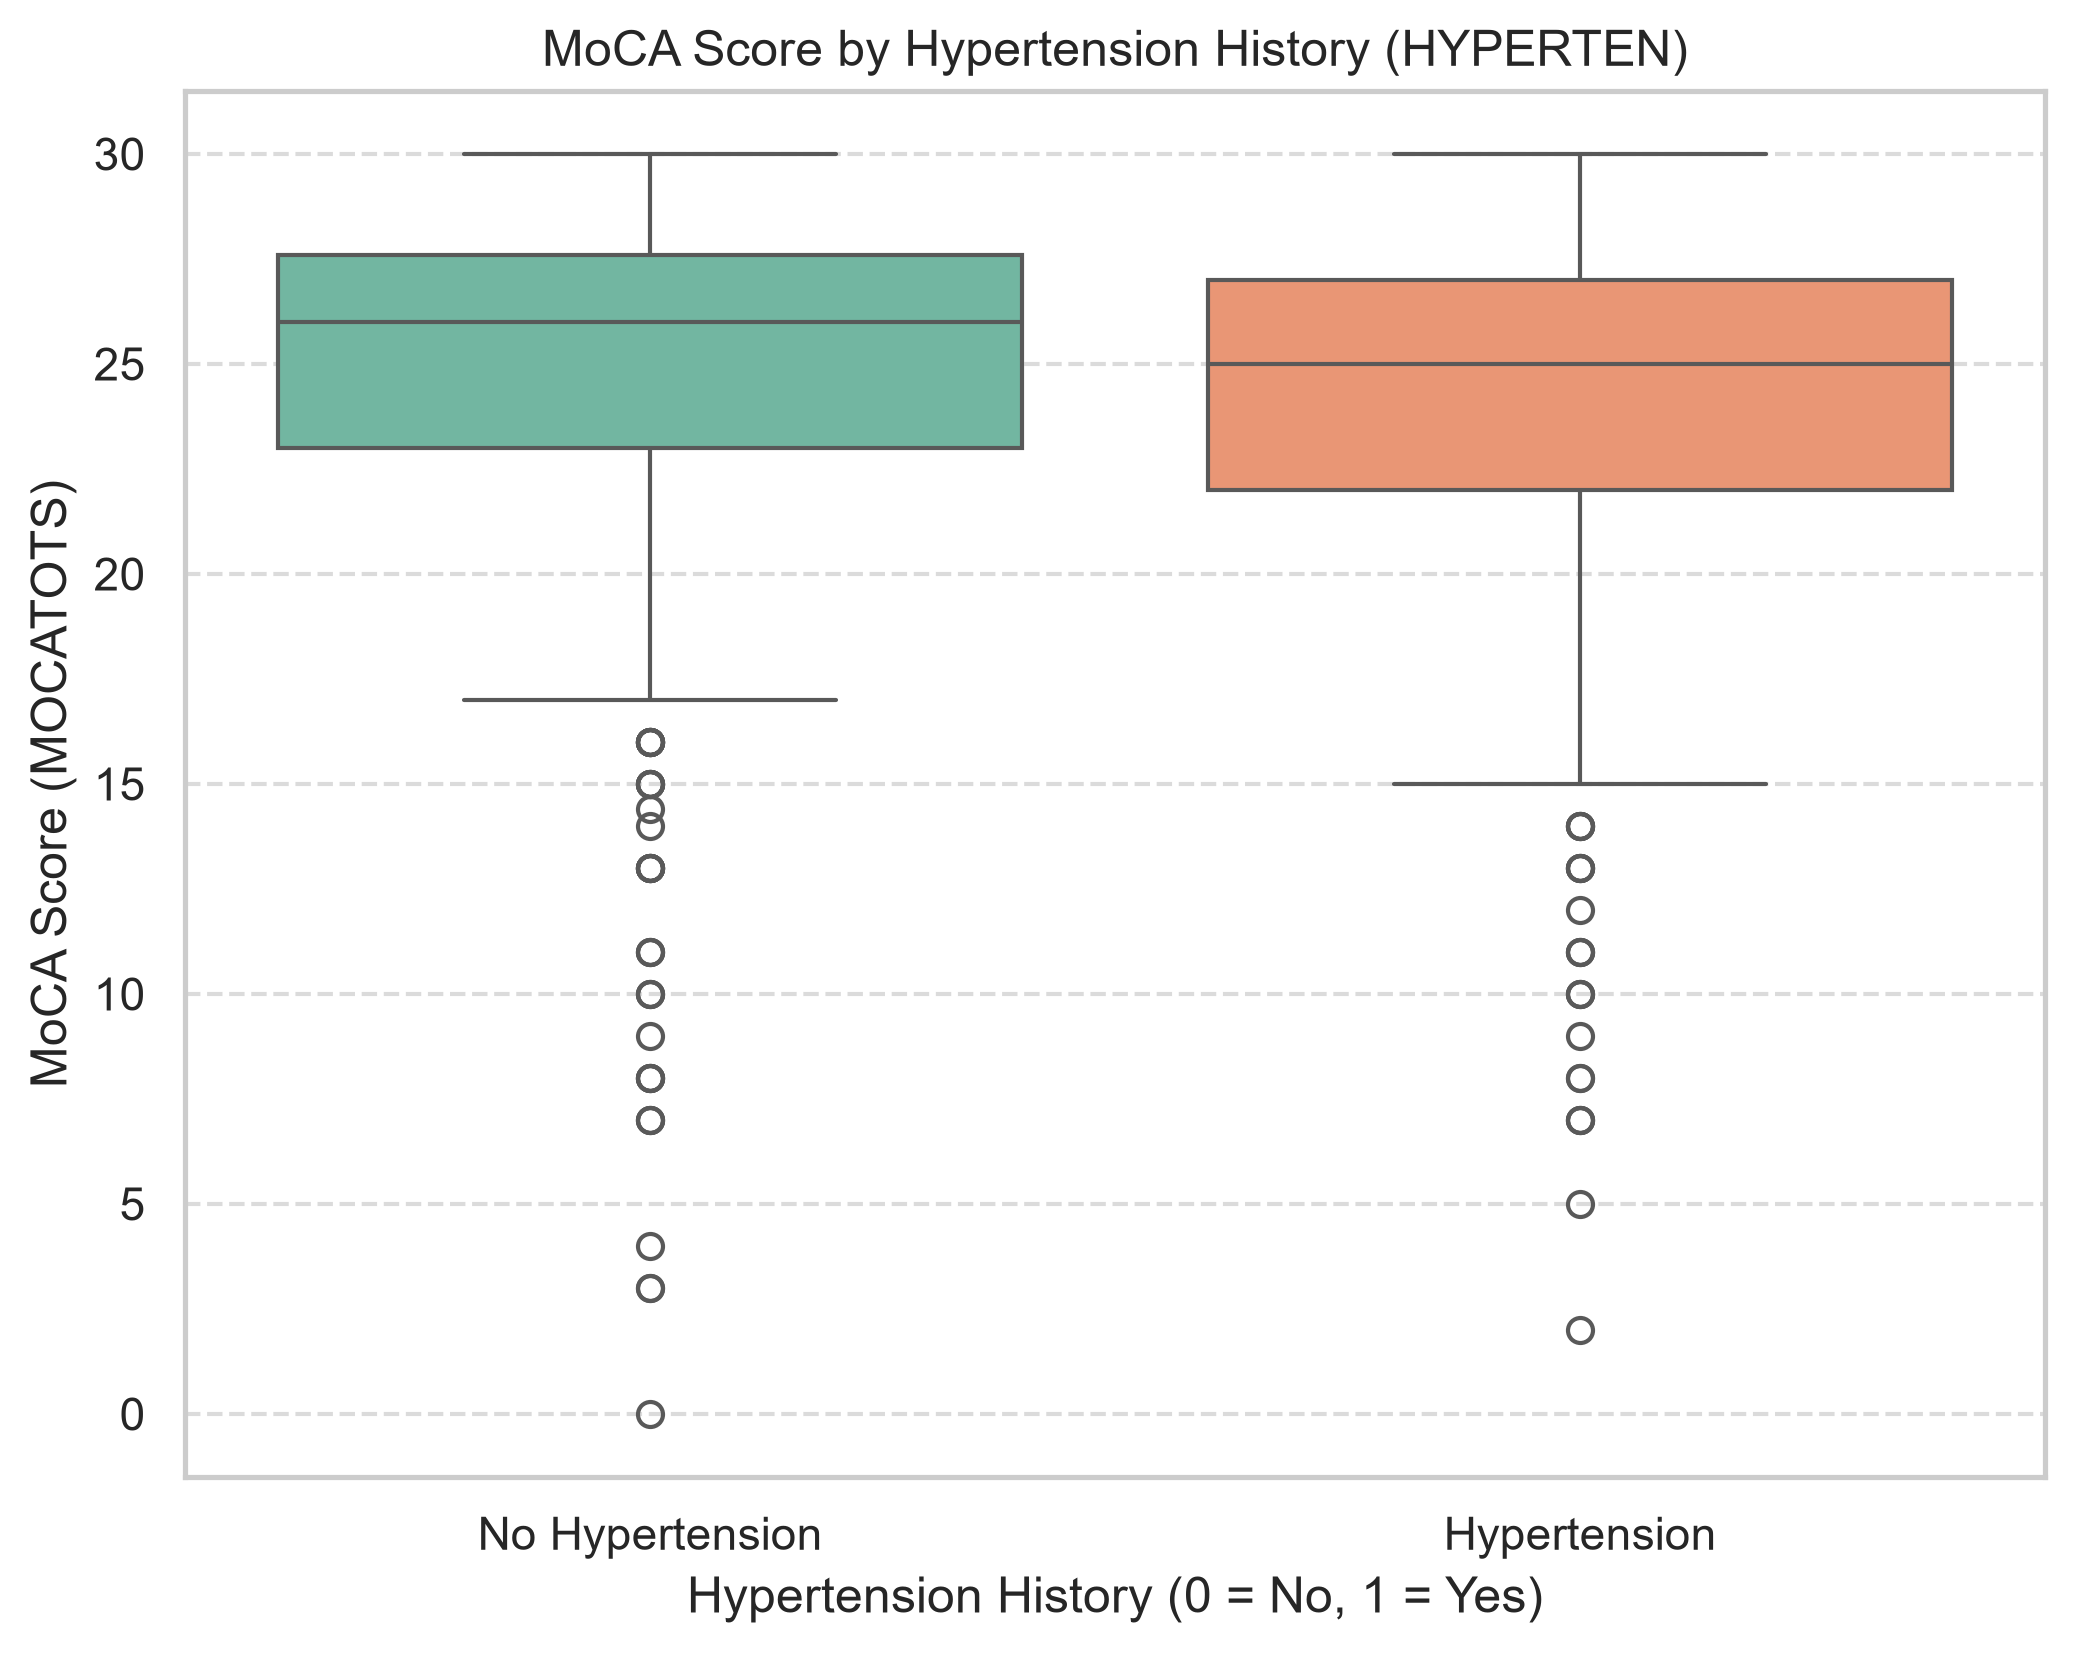 MoCA Score by Hypertension History (HYPERTEN)
MoCA Score (MOCATOTS)
30
25
20
15
10
5
0
No Hypertension
Hypertension
Hypertension History (0 = No, 1 = Yes)